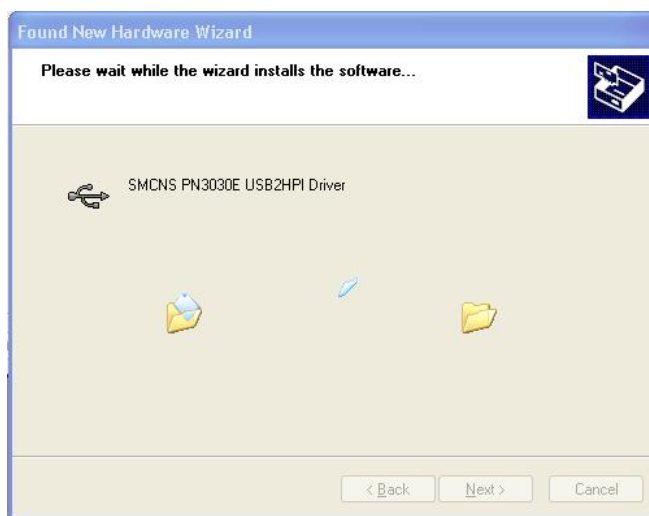 Found New Hardware Wizard
Please wait while the wizard installs the software...
SMCNS PN3030E USB2HPI Driver
< Back
Next >
Cancel